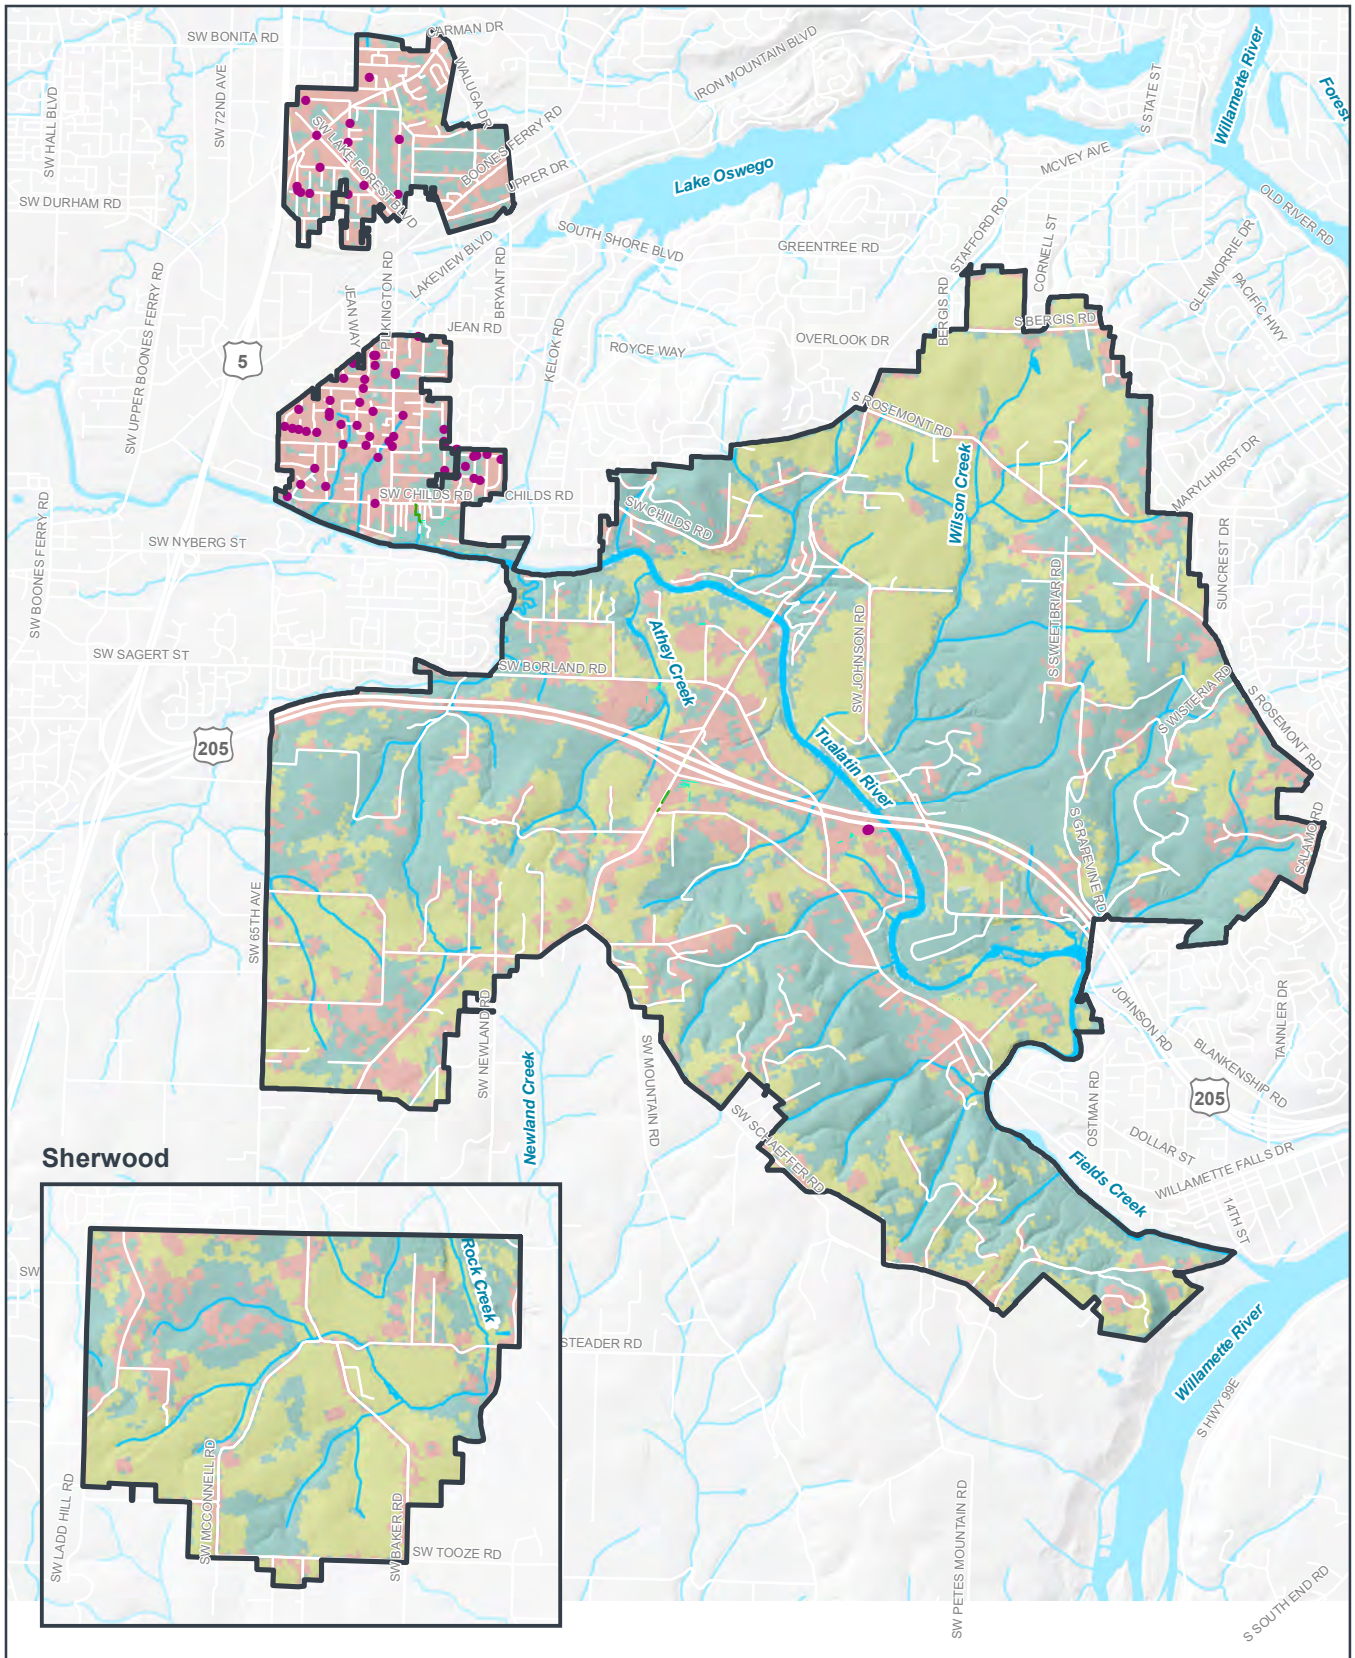 SW BONITA RD
CARMAN DR
WALUGA DR
SW 72ND AVE
SW HALL BLVD
IRON MOUNTAIN BLVD
S STATE ST
Willamette River
Forest
SW LAKE FOREST BLVD
BOONES FERRY RD
UPPER DR
Lake Oswego
MCVEY AVE
OLD RIVER RD
SW DURHAM RD
SOUTH SHORE BLVD
GREENTREE RD
STAFFORD RD
CORNELL ST
GLENMORRIE DR
PACIFIC HWY
SW UPPER BOONES FERRY RD
LAKEVIEW BLVD
BRYANT RD
PILKINGTON RD
JEAN WAY
JEAN RD
KELOK RD
ROYCE WAY
OVERLOOK DR
BERGIS RD
S BERGIS RD
5
S ROSEMONT RD
Wilson Creek
MARYLHURST DR
SW CHILDS RD
CHILDS RD
SW CHILDS RD
SW NYBERG ST
SW BOONES FERRY RD
SUNCREST DR
SW SAGERT ST
SW BORLAND RD
Athey Creek
SW JOHNSON RD
S SWEETBRIAR RD
S WISTERIA RD
S ROSEMONT RD
205
Tualatin River
S GRAPEVINE RD
SALAMO RD
SW 65TH AVE
SW NEWLAND RD
Newland Creek
SW MOUNTAIN RD
JOHNSON RD
TANNLER DR
BLANKENSHIP RD
205
OSTMAN RD
DOLLAR ST
WILLAMETTE FALLS DR
14TH ST
SW SCHAEFFER RD
Fields Creek
Sherwood
SW
Rock Creek
STEADER RD
Willamette River
S HWY 99E
SW MCCONNELL RD
SW BAKER RD
SW LADD HILL RD
SW TOOZE RD
SW PETES MOUNTAIN RD
S SOUTH END RD